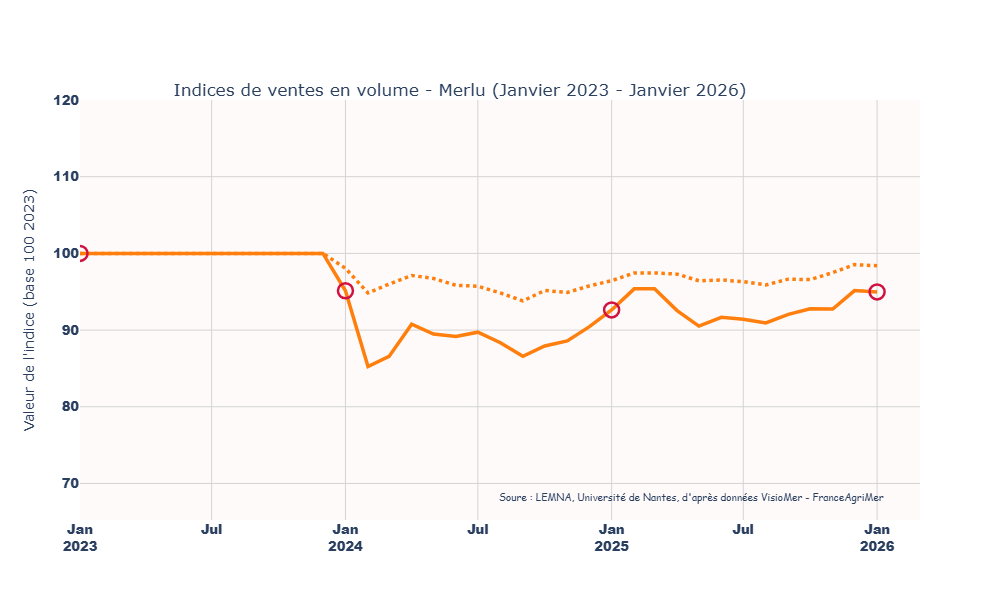 Indices de ventes en volume - Merlu (Janvier 2023 - Janvier 2026)
Valeur de l'indice (base 100 2023)
120
110
100
90
80
70
Soure : LEMNA, Université de Nantes, d'après données VisioMer - FranceAgriMer
Jan Jul Jan Jul Jan Jul Jan
2023 2024 2025 2026